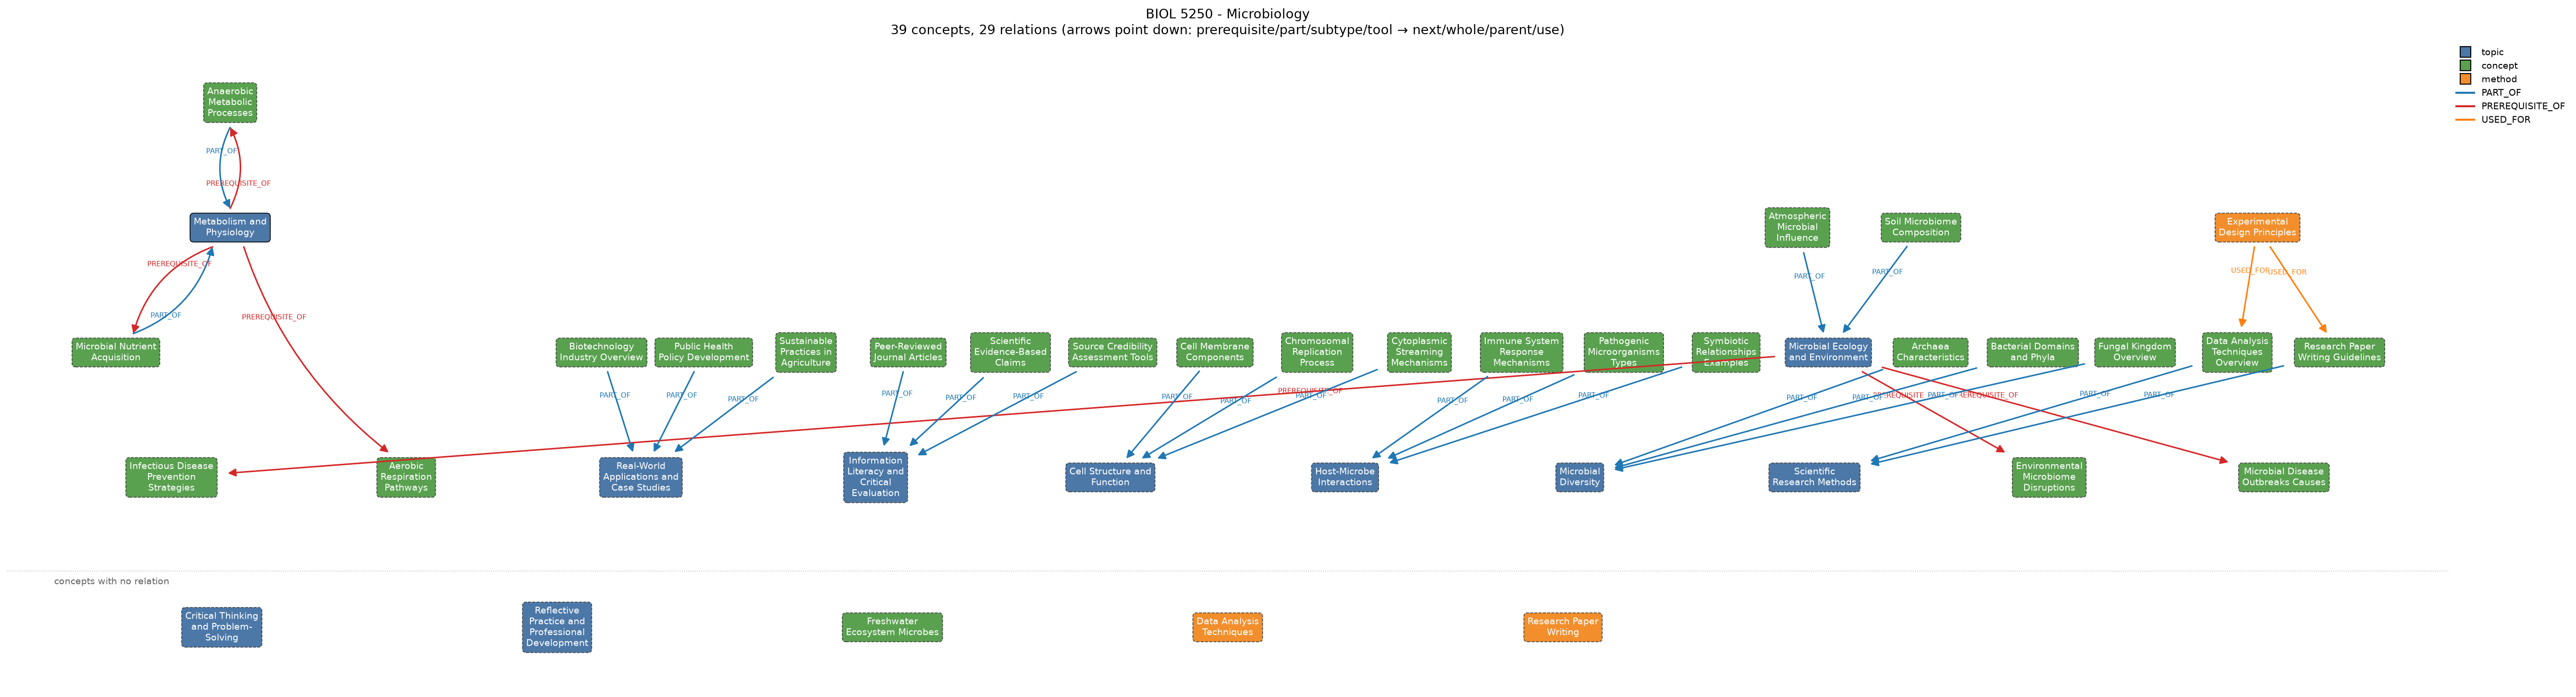 BIOL 5250 - Microbiology
39 concepts, 29 relations (arrows point down: prerequisite/part/subtype/tool → next/whole/parent/use)
topic
concept
method
PART_OF
PREREQUISITE_OF
USED_FOR
Anaerobic
Metabolic
Processes
PART_OF
PREREQUISITE_OF
Metabolism and
Physiology
Atmospheric
Microbial
Influence
Soil Microbiome
Composition
Experimental
Design Principles
PREREQUISITE_OF
PART_OF
PREREQUISITE_OF
PART_OF
PART_OF
USED_FOR
USED_FOR
Microbial Nutrient
Acquisition
Biotechnology
Industry Overview
Public Health
Policy Development
Sustainable
Practices in
Agriculture
Peer-Reviewed
Journal Articles
Scientific
Evidence-Based
Claims
Source Credibility
Assessment Tools
Cell Membrane
Components
Chromosomal
Replication
Process
Cytoplasmic
Streaming
Mechanisms
Immune System
Response
Mechanisms
Pathogenic
Microorganisms
Types
Symbiotic
Relationships
Examples
Microbial Ecology
and Environment
Archaea
Characteristics
Bacterial Domains
and Phyla
Fungal Kingdom
Overview
Data Analysis
Techniques
Overview
Research Paper
Writing Guidelines
PART_OF
PART_OF
PART_OF
PART_OF
PART_OF
PART_OF
PART_OF
PART_OF
PREREQUISITE_OF
PART_OF
PART_OF
PART_OF
PART_OF
PART_OF
PART_OF
PREREQUISITE_OF
PART_OF
PREREQUISITE_OF
PART_OF
PART_OF
Infectious Disease
Prevention
Strategies
Aerobic
Respiration
Pathways
Real-World
Applications and
Case Studies
Information
Literacy and
Critical
Evaluation
Cell Structure and
Function
Host-Microbe
Interactions
Microbial
Diversity
Scientific
Research Methods
Environmental
Microbiome
Disruptions
Microbial Disease
Outbreaks Causes
concepts with no relation
Critical Thinking
and Problem-
Solving
Reflective
Practice and
Professional
Development
Freshwater
Ecosystem Microbes
Data Analysis
Techniques
Research Paper
Writing